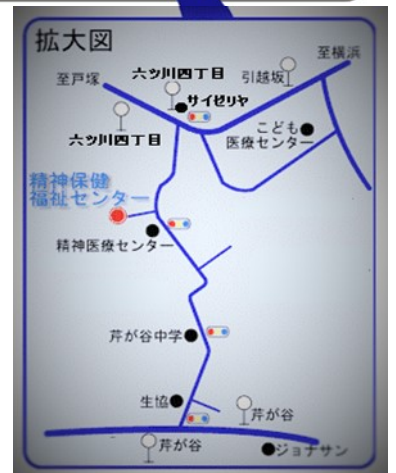 拡大図
至横浜
六ツ川四丁目
引越坂
至戸塚
サイゼリヤ
六ツ川四丁目
こども
医療センター
精神保健
福祉センター
精神医療センター
芹が谷中学
生協
芹が谷
芹が谷
ジョナサン